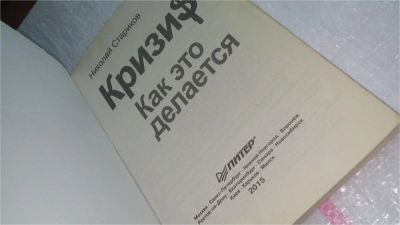 Николай Стариков
Кризи$
Как это
делается
ПИТЕР
Москва · Санкт-Петербург · Нижний Новгород · Воронеж
Ростов-на-Дону · Екатеринбург · Самара · Новосибирск
Киев · Харьков · Минск
2015